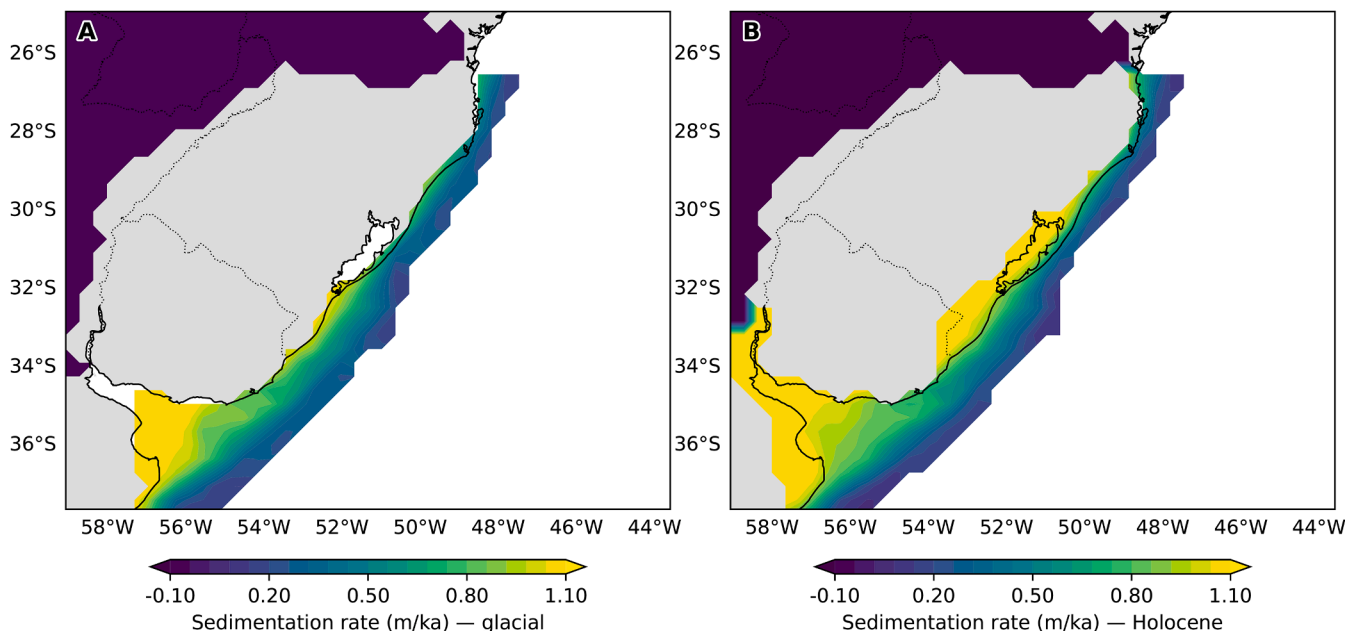 A
B
26°S
28°S
30°S
32°S
34°S
36°S
58°W 56°W 54°W 52°W 50°W 48°W 46°W 44°W
-0.10 0.20 0.50 0.80 1.10
Sedimentation rate (m/ka) — glacial
26°S
28°S
30°S
32°S
34°S
36°S
58°W 56°W 54°W 52°W 50°W 48°W 46°W 44°W
-0.10 0.20 0.50 0.80 1.10
Sedimentation rate (m/ka) — Holocene